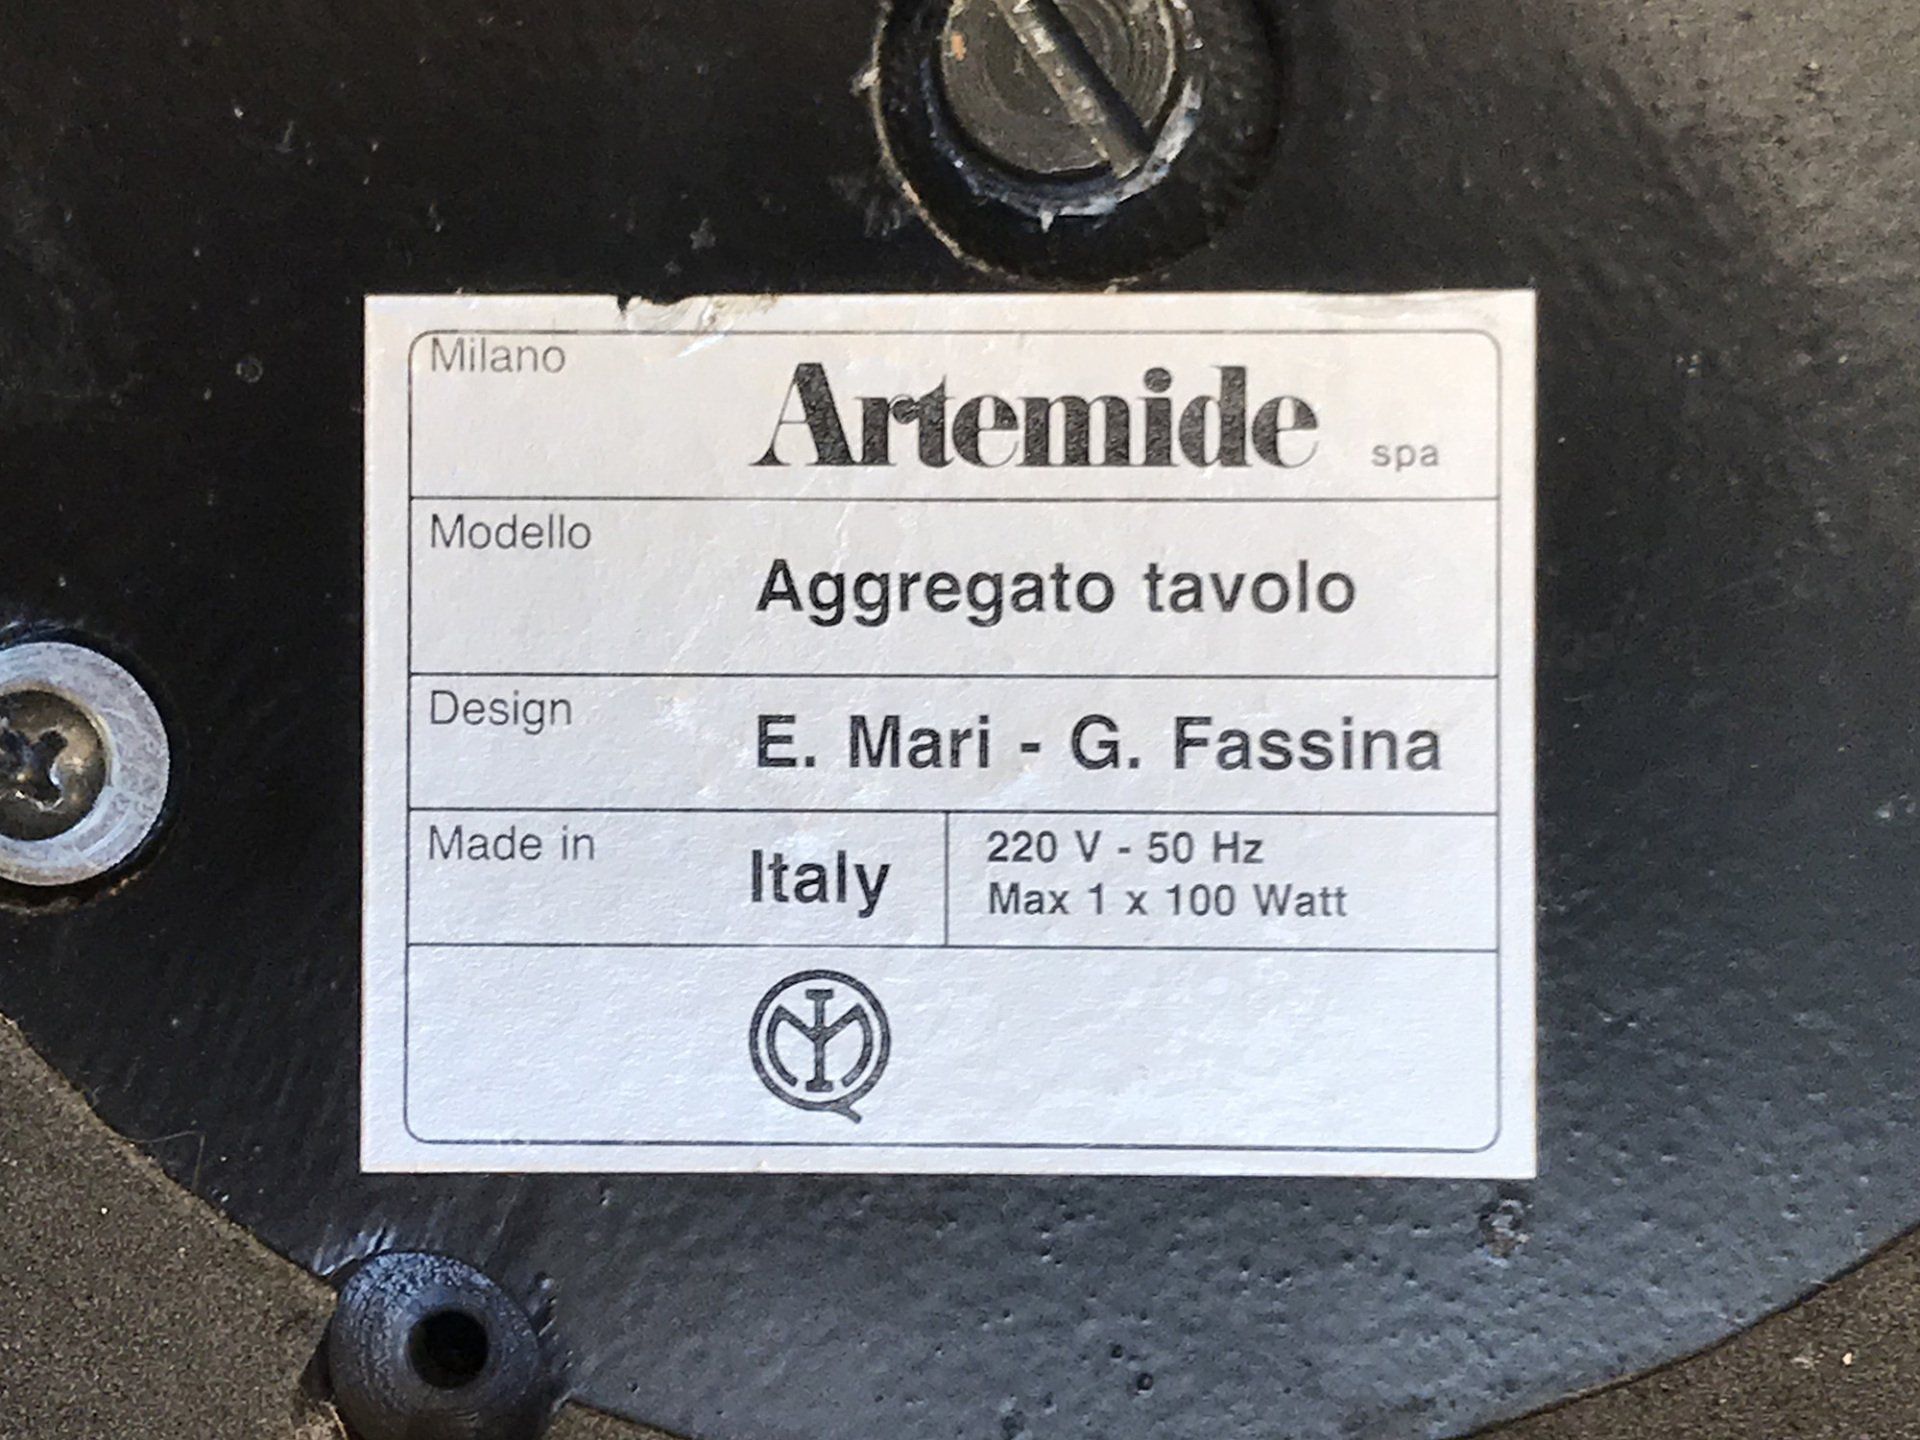 Milano
Artemide spa
Modello
Aggregato tavolo
Design
E. Mari - G. Fassina
Made in
Italy
220 V - 50 Hz
Max 1 x 100 Watt